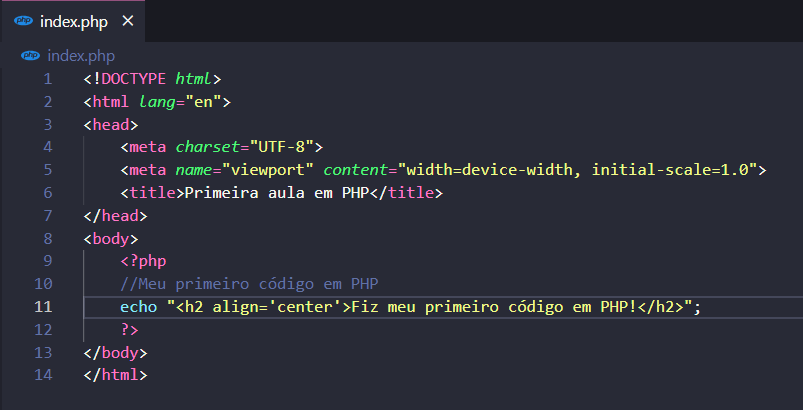 php index.php ×
php index.php
1 <!DOCTYPE html>
2 <html lang="en">
3 <head>
4 <meta charset="UTF-8">
5 <meta name="viewport" content="width=device-width, initial-scale=1.0">
6 <title>Primeira aula em PHP</title>
7 </head>
8 <body>
9 <?php
10 //Meu primeiro código em PHP
11 echo "<h2 align='center'>Fiz meu primeiro código em PHP!</h2>";
12 ?>
13 </body>
14 </html>